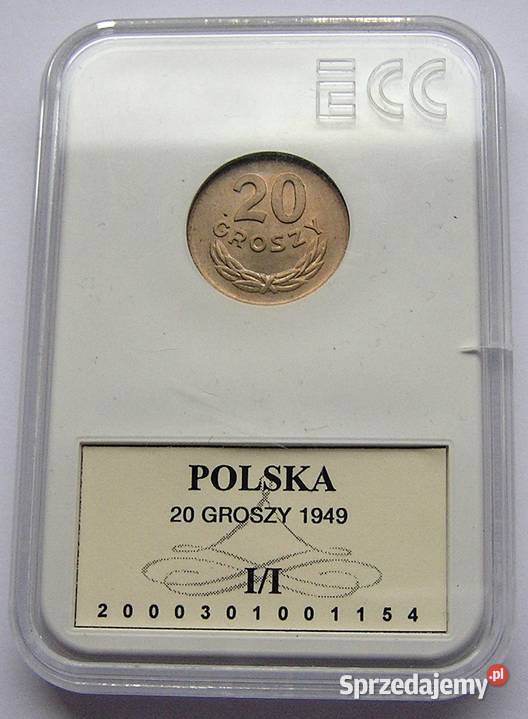 ECC
20
GROSZY
POLSKA
20 GROSZY 1949
I/I
2000301001154
Sprzedajemy.pl